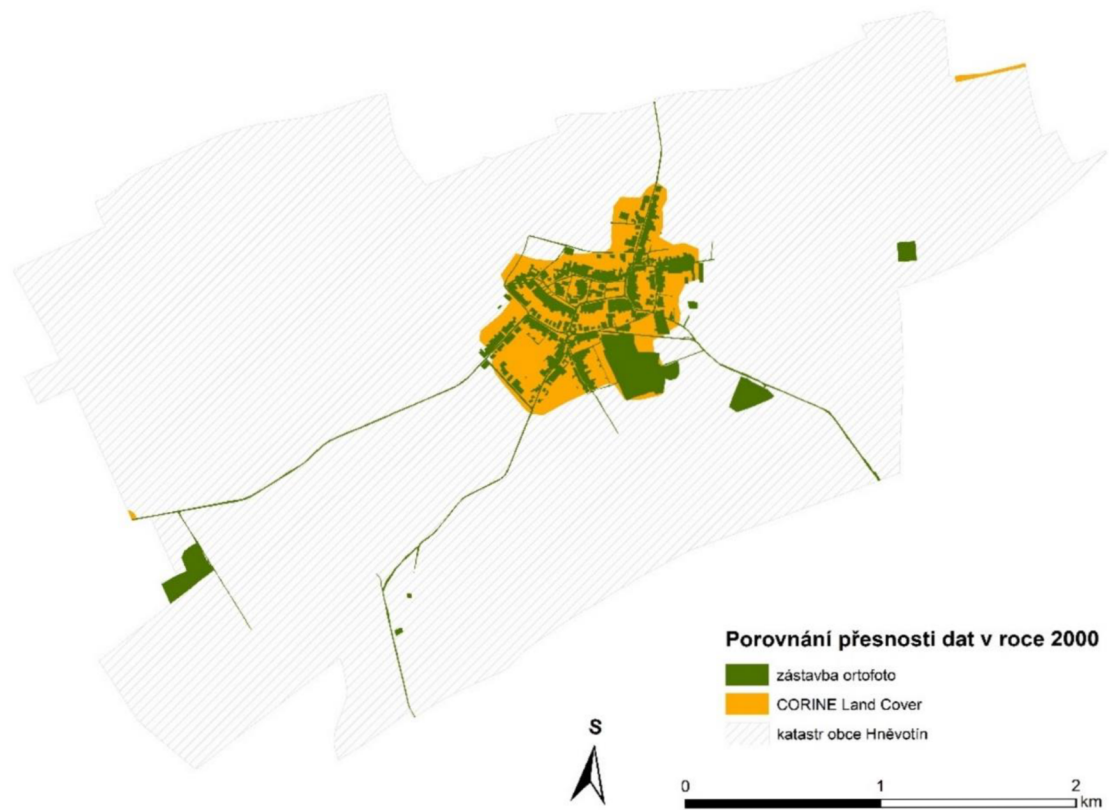 Porovnání přesnosti dat v roce 2000
zástavba ortofoto
CORINE Land Cover
katastr obce Hněvotín
S
0 1 2
km